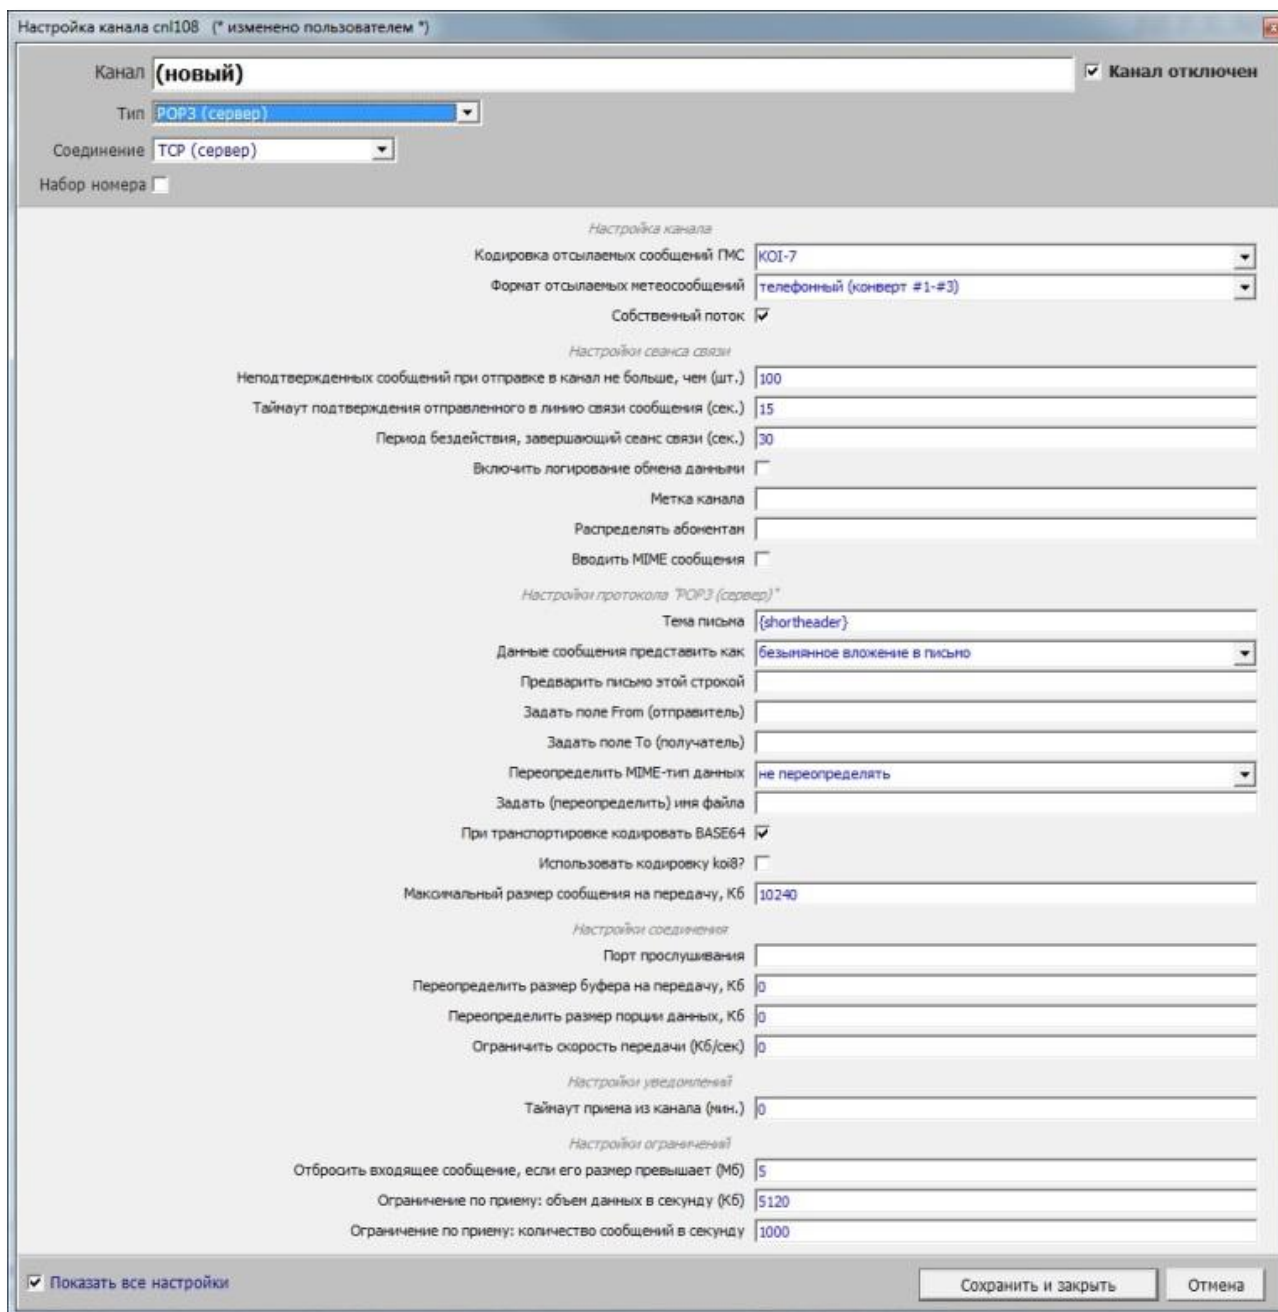 Настройка канала cnl108 (* изменено пользователем *)
Канал (новый) Канал отключен
Тип POP3 (сервер)
Соединение TCP (сервер)
Набор номера
Настройка канала
Кодировка отсылаемых сообщений ГМС KOI-7
Формат отсылаемых метеосообщений телефонный (конверт #1-#3)
Собственный поток
Настройки сеанса связи
Неподтвержденных сообщений при отправке в канал не больше, чем (шт.) 100
Таймаут подтверждения отправленного в линию связи сообщения (сек.) 15
Период бездействия, завершающий сеанс связи (сек.) 30
Включить логирование обмена данными
Метка канала
Распределять абонентам
Вводить MIME сообщения
Настройки протокола "POP3 (сервер)"
Тема письма {shortheader}
Данные сообщения представить как безымянное вложение в письмо
Предварить письмо этой строкой
Задать поле From (отправитель)
Задать поле To (получатель)
Переопределить MIME-тип данных не переопределять
Задать (переопределить) имя файла
При транспортировке кодировать BASE64
Использовать кодировку koi8?
Максимальный размер сообщения на передачу, Кб 10240
Настройки соединения
Порт прослушивания
Переопределить размер буфера на передачу, Кб 0
Переопределить размер порции данных, Кб 0
Ограничить скорость передачи (Кб/сек) 0
Настройки уведомлений
Таймаут приема из канала (мин.) 0
Настройки ограничений
Отбросить входящее сообщение, если его размер превышает (Мб) 5
Ограничение по приему: объем данных в секунду (Кб) 5120
Ограничение по приему: количество сообщений в секунду 1000
Показать все настройки Сохранить и закрыть Отмена